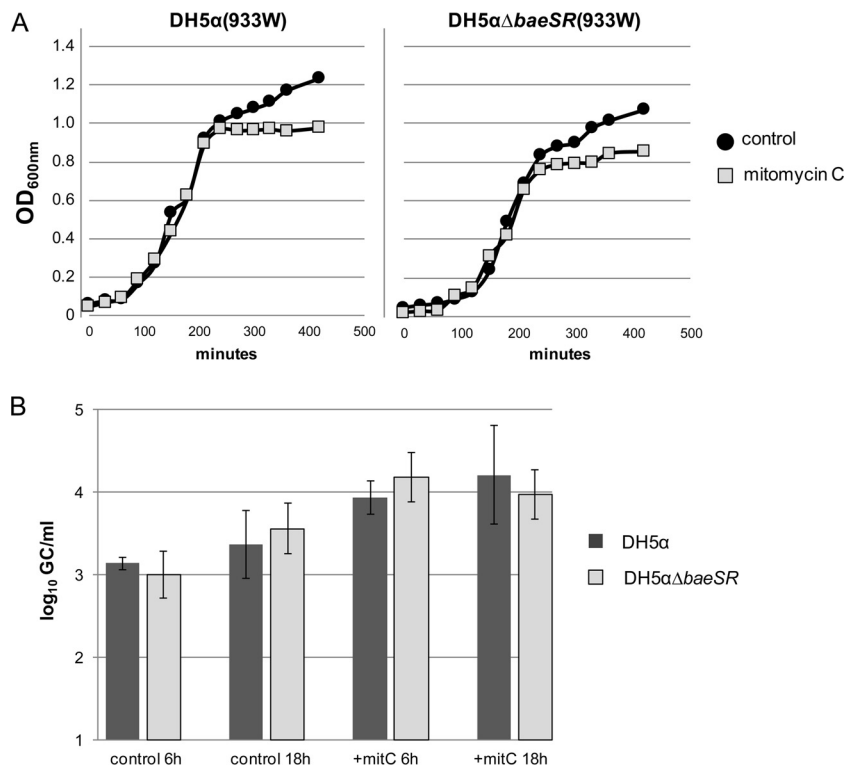 A
DH5α(933W)
DH5αΔbaeSR(933W)
1.4
1.2
1.0
0.8
0.6
0.4
0.2
0
OD600nm
0 100 200 300 400 500
minutes
0 100 200 300 400 500
minutes
control
mitomycin C
B
5
4
3
2
1
log10 GC/ml
control 6h
control 18h
+mitC 6h
+mitC 18h
DH5α
DH5αΔbaeSR